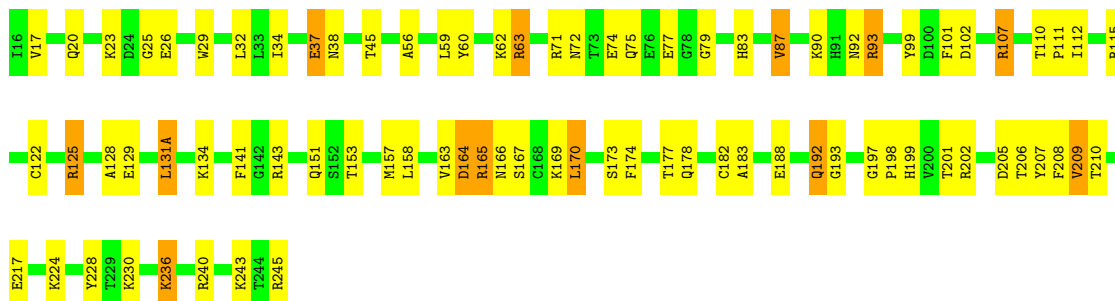 I16 V17 Q20 K23 D24 G25 E26 W29 L32 L33 I34 E37 N38 T45 A56 L59 Y60 K62 R63 R71 N72 T73 E74 Q75 E76 E77 G78 G79 H83 V87 K90 H91 N92 R93 Y99 D100 F101 D102 R107 T110 P111 I112
C122 R125 A128 E129 L131A K134 F141 G142 R143 Q151 S152 T153 M157 L158 V163 D164 R165 N166 S167 C168 K169 L170 S173 F174 T177 Q178 C182 A183 E188 Q192 G193 G197 P198 H199 V200 T201 R202 D205 T206 Y207 F208 V209 T210
E217 K224 Y228 T229 K230 K236 R240 K243 T244 R245